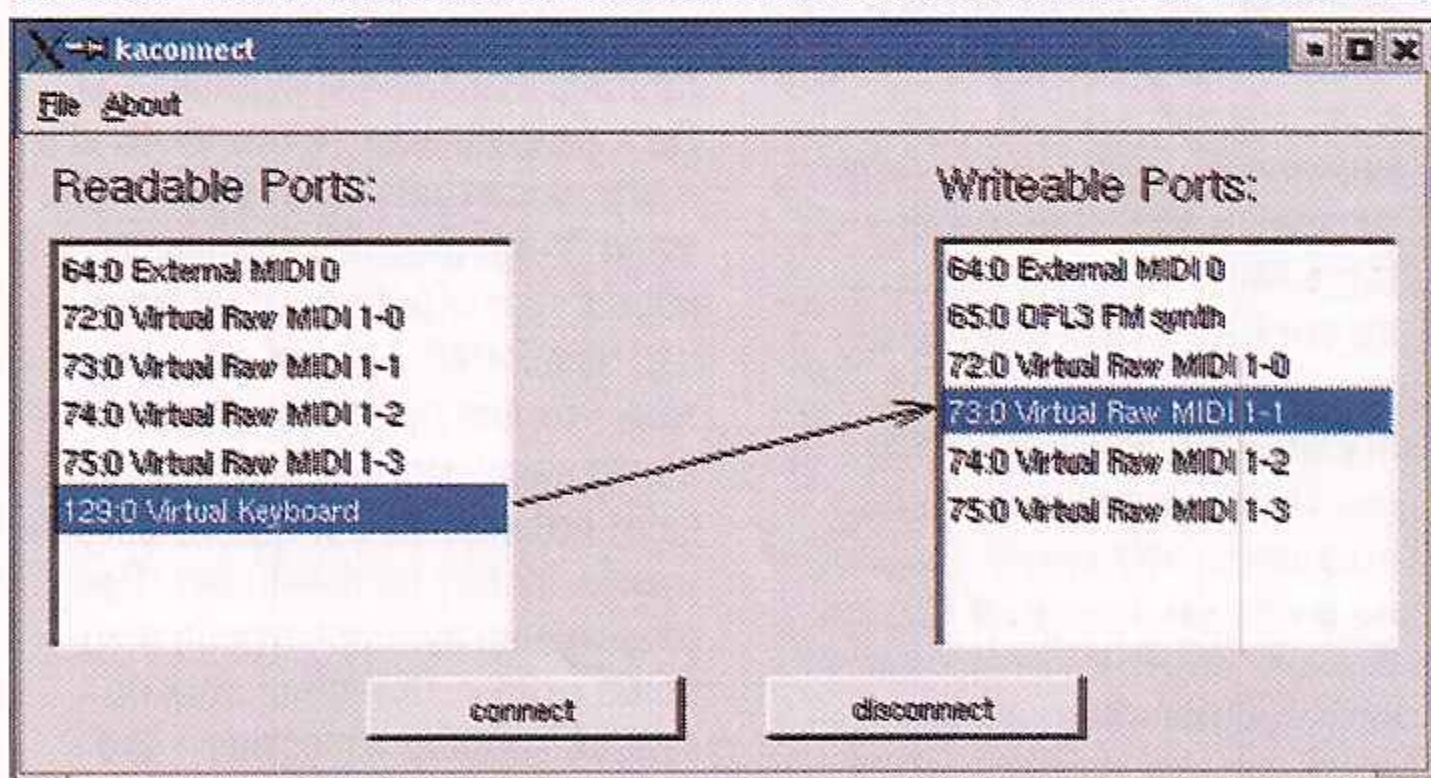 kaconnect
File About
Readable Ports:
64:0 External MIDI 0
72:0 Virtual Raw MIDI 1-0
73:0 Virtual Raw MIDI 1-1
74:0 Virtual Raw MIDI 1-2
75:0 Virtual Raw MIDI 1-3
129:0 Virtual Keyboard
Writeable Ports:
64:0 External MIDI 0
65:0 OPL3 FM synth
72:0 Virtual Raw MIDI 1-0
73:0 Virtual Raw MIDI 1-1
74:0 Virtual Raw MIDI 1-2
75:0 Virtual Raw MIDI 1-3
connect
disconnect